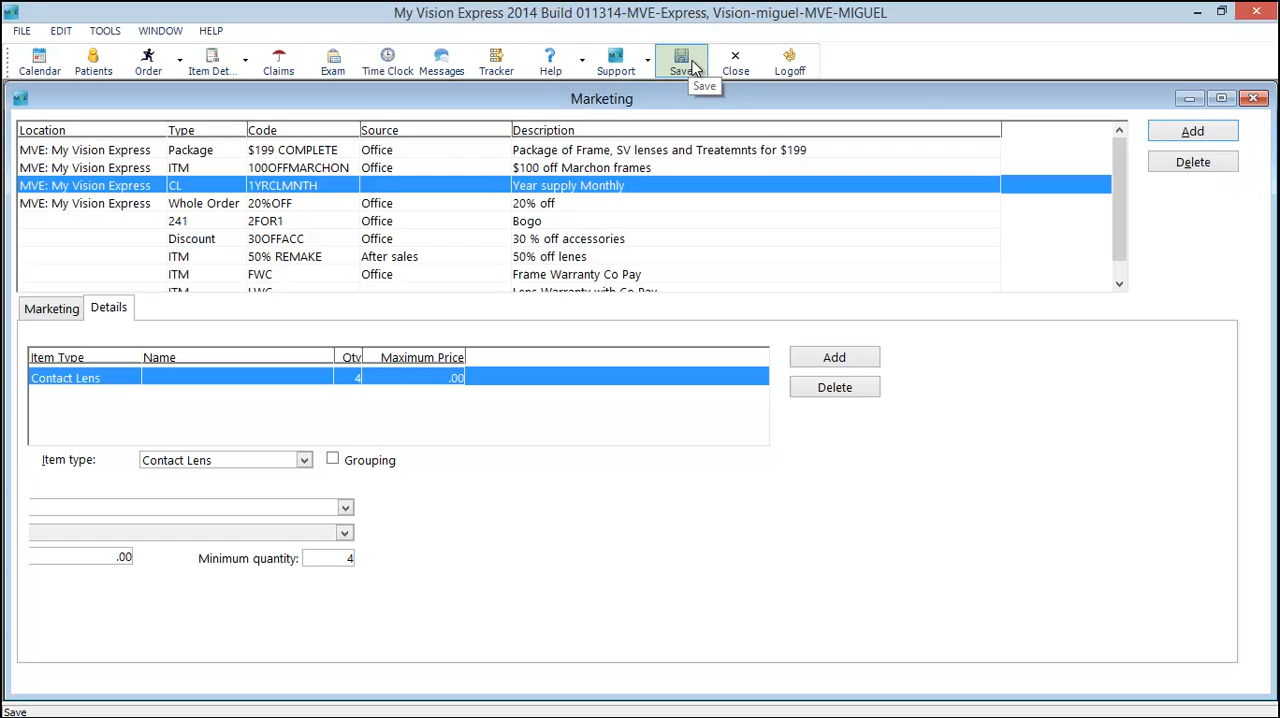 My Vision Express 2014 Build 011314-MVE-Express, Vision-miguel-MVE-MIGUEL
FILE EDIT TOOLS WINDOW HELP
Calendar Patients Order Item Det... Claims Exam Time Clock Messages Tracker Help Support Save Close Logoff
Save
Marketing
Location Type Code Source Description
MVE: My Vision Express Package $199 COMPLETE Office Package of Frame, SV lenses and Treatemnts for $199
MVE: My Vision Express ITM 100OFFMARCHON Office $100 off Marchon frames
MVE: My Vision Express CL 1YRCLMNTH Year supply Monthly
MVE: My Vision Express Whole Order 20%OFF Office 20% off
241 2FOR1 Office Bogo
Discount 30OFFACC Office 30 % off accessories
ITM 50% REMAKE After sales 50% off lenes
ITM FWC Office Frame Warranty Co Pay
ITM LWC Lens Warranty with Co Pay
Add
Delete
Marketing Details
Item Type Name Qty Maximum Price
Contact Lens 4 .00
Add
Delete
Item type: Contact Lens Grouping
.00 Minimum quantity: 4
Save